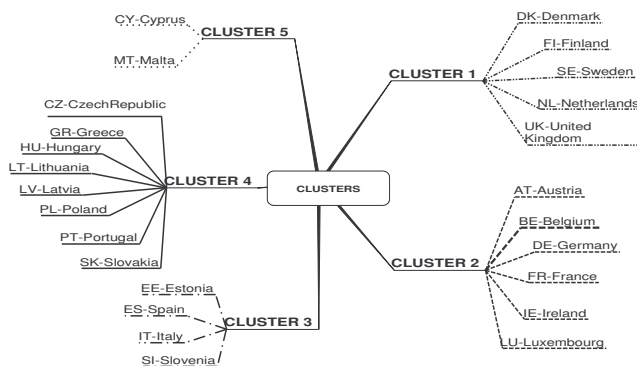 CLUSTERS
CLUSTER 1
DK-Denmark
FI-Finland
SE-Sweden
NL-Netherlands
UK-United
Kingdom
CLUSTER 2
AT-Austria
BE-Belgium
DE-Germany
FR-France
IE-Ireland
LU-Luxembourg
CLUSTER 3
EE-Estonia
ES-Spain
IT-Italy
SI-Slovenia
CLUSTER 4
CZ-CzechRepublic
GR-Greece
HU-Hungary
LT-Lithuania
LV-Latvia
PL-Poland
PT-Portugal
SK-Slovakia
CLUSTER 5
CY-Cyprus
MT-Malta